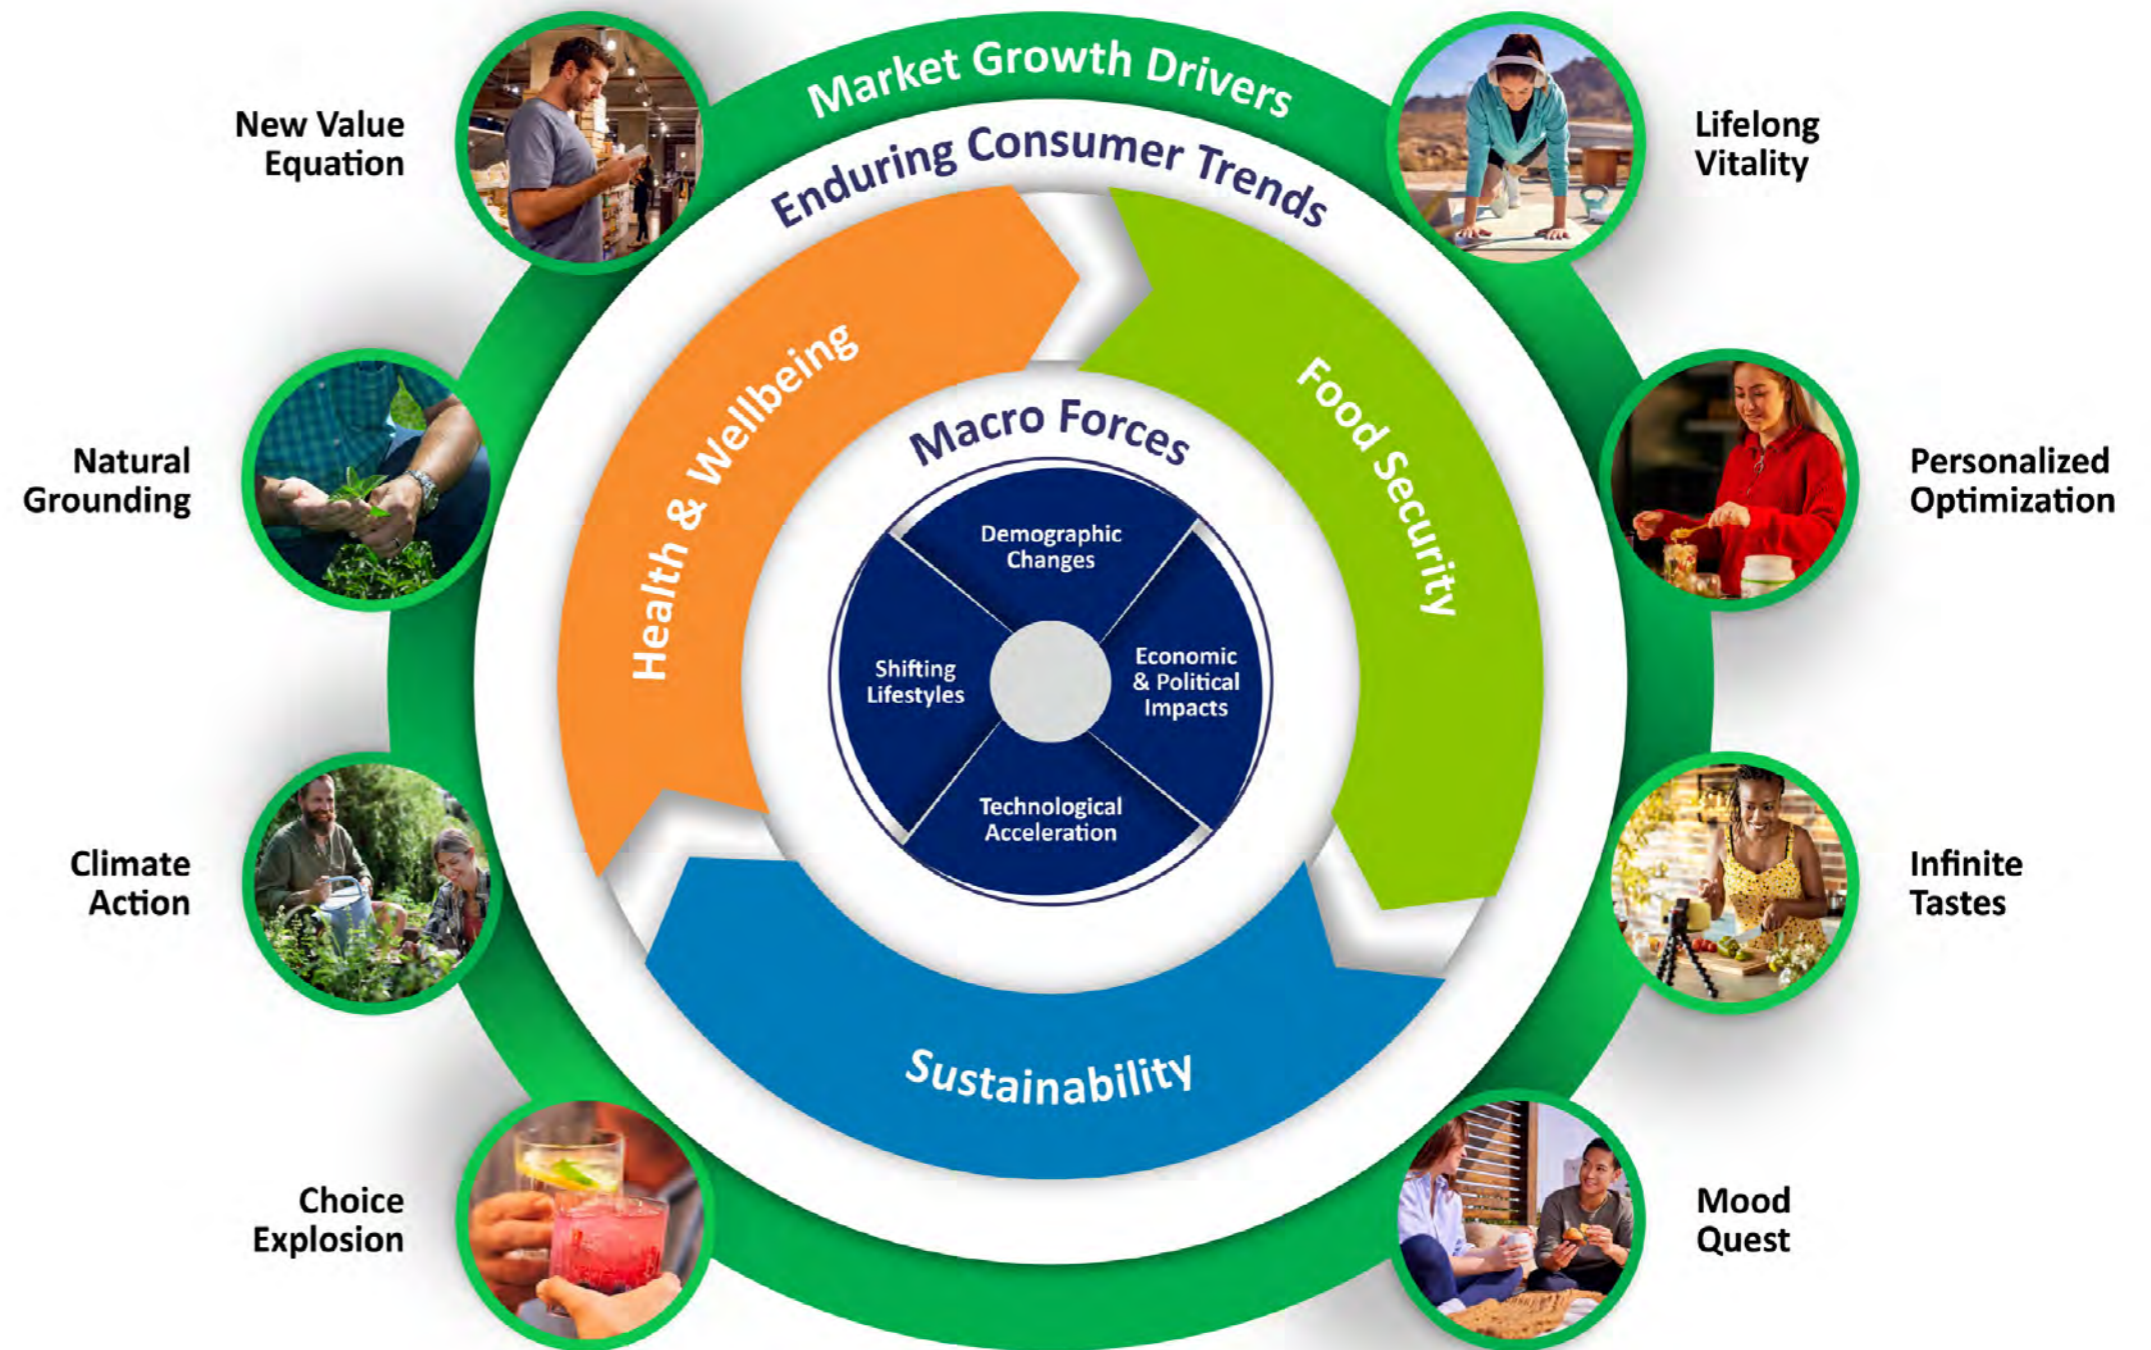 Market Growth Drivers
Enduring Consumer Trends
Health & Wellbeing
Food Security
Sustainability
Macro Forces
Demographic
Changes
Economic
& Political
Impacts
Technological
Acceleration
Shifting
Lifestyles
New Value
Equation
Lifelong
Vitality
Natural
Grounding
Personalized
Optimization
Climate
Action
Infinite
Tastes
Choice
Explosion
Mood
Quest